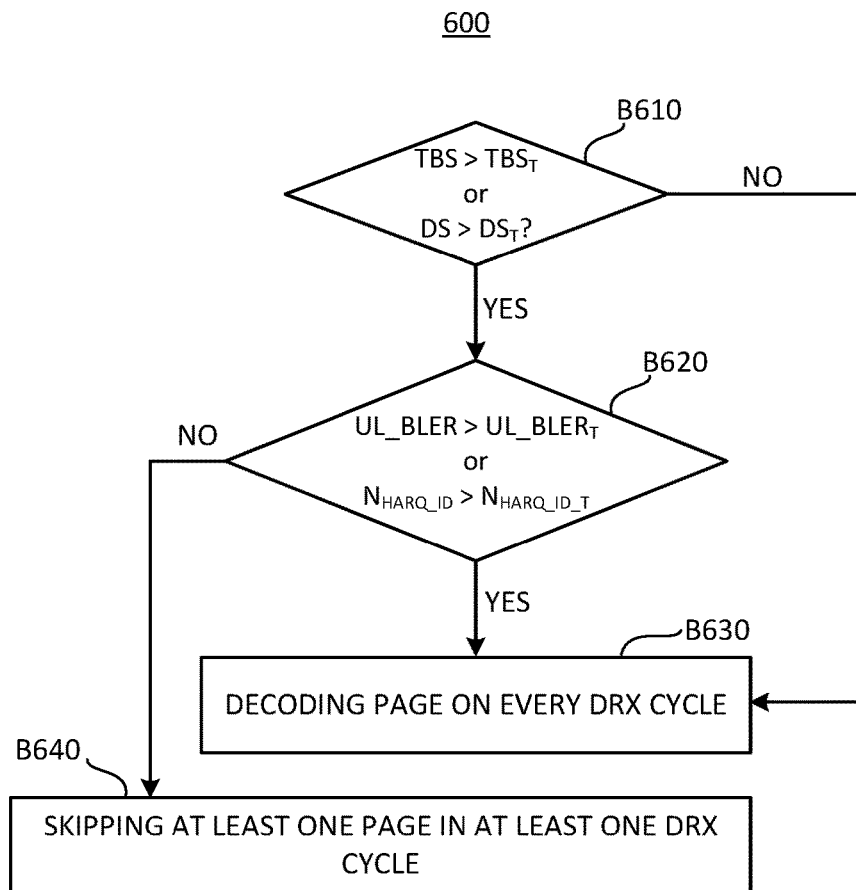 600
B610
TBS > TBS_T
or
DS > DS_T?
NO
YES
B620
NO
UL_BLER > UL_BLER_T
or
N_HARQ_ID > N_HARQ_ID_T
YES
B630
DECODING PAGE ON EVERY DRX CYCLE
B640
SKIPPING AT LEAST ONE PAGE IN AT LEAST ONE DRX
CYCLE